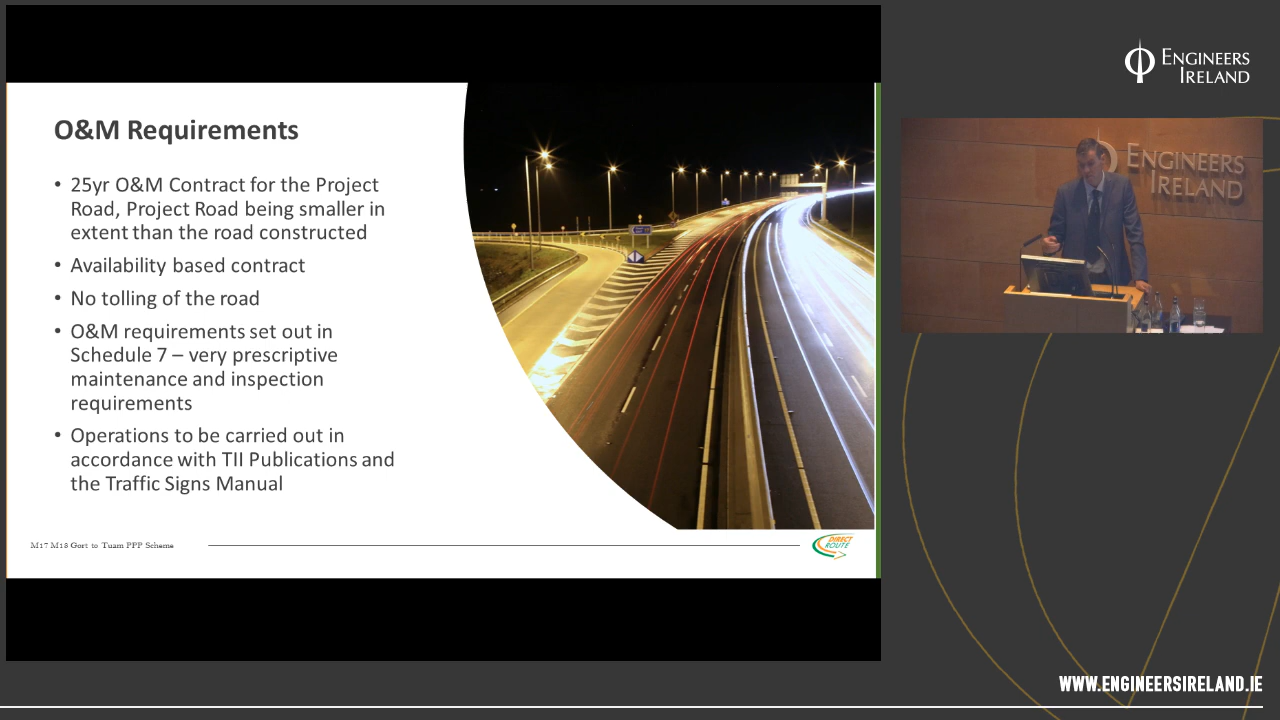 O&M Requirements
• 25yr O&M Contract for the Project
Road, Project Road being smaller in
extent than the road constructed
• Availability based contract
• No tolling of the road
• O&M requirements set out in
Schedule 7 – very prescriptive
maintenance and inspection
requirements
• Operations to be carried out in
accordance with TII Publications and
the Traffic Signs Manual
M17 M18 Gort to Tuam PPP Scheme
DIRECT
ROUTE
ENGINEERS
IRELAND
ENGINEERS
IRELAND
WWW.ENGINEERSIRELAND.IE